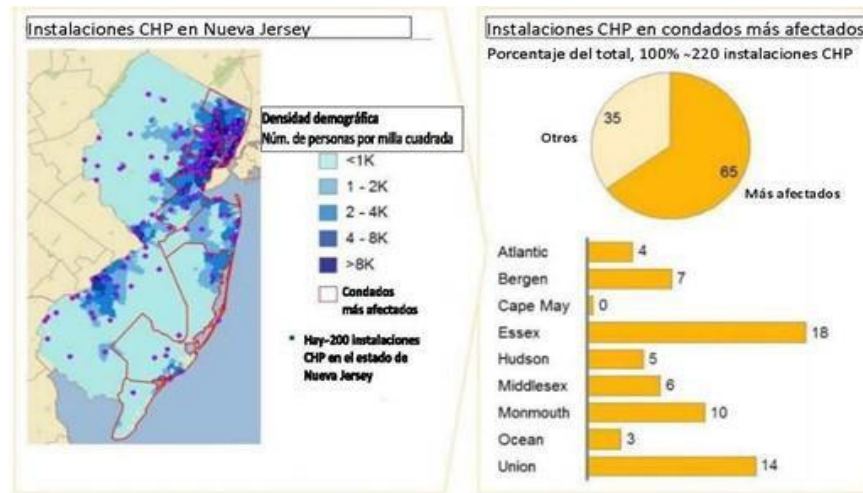 Instalaciones CHP en Nueva Jersey
Densidad demográfica
Núm. de personas por milla cuadrada
<1K
1 - 2K
2 - 4K
4 - 8K
>8K
Condados
más afectados
Hay~200 instalaciones
CHP en el estado de
Nueva Jersey
Instalaciones CHP en condados más afectados
Porcentaje del total, 100% ~220 instalaciones CHP
35
Otros
65
Más afectados
Atlantic 4
Bergen 7
Cape May 0
Essex 18
Hudson 5
Middlesex 6
Monmouth 10
Ocean 3
Union 14